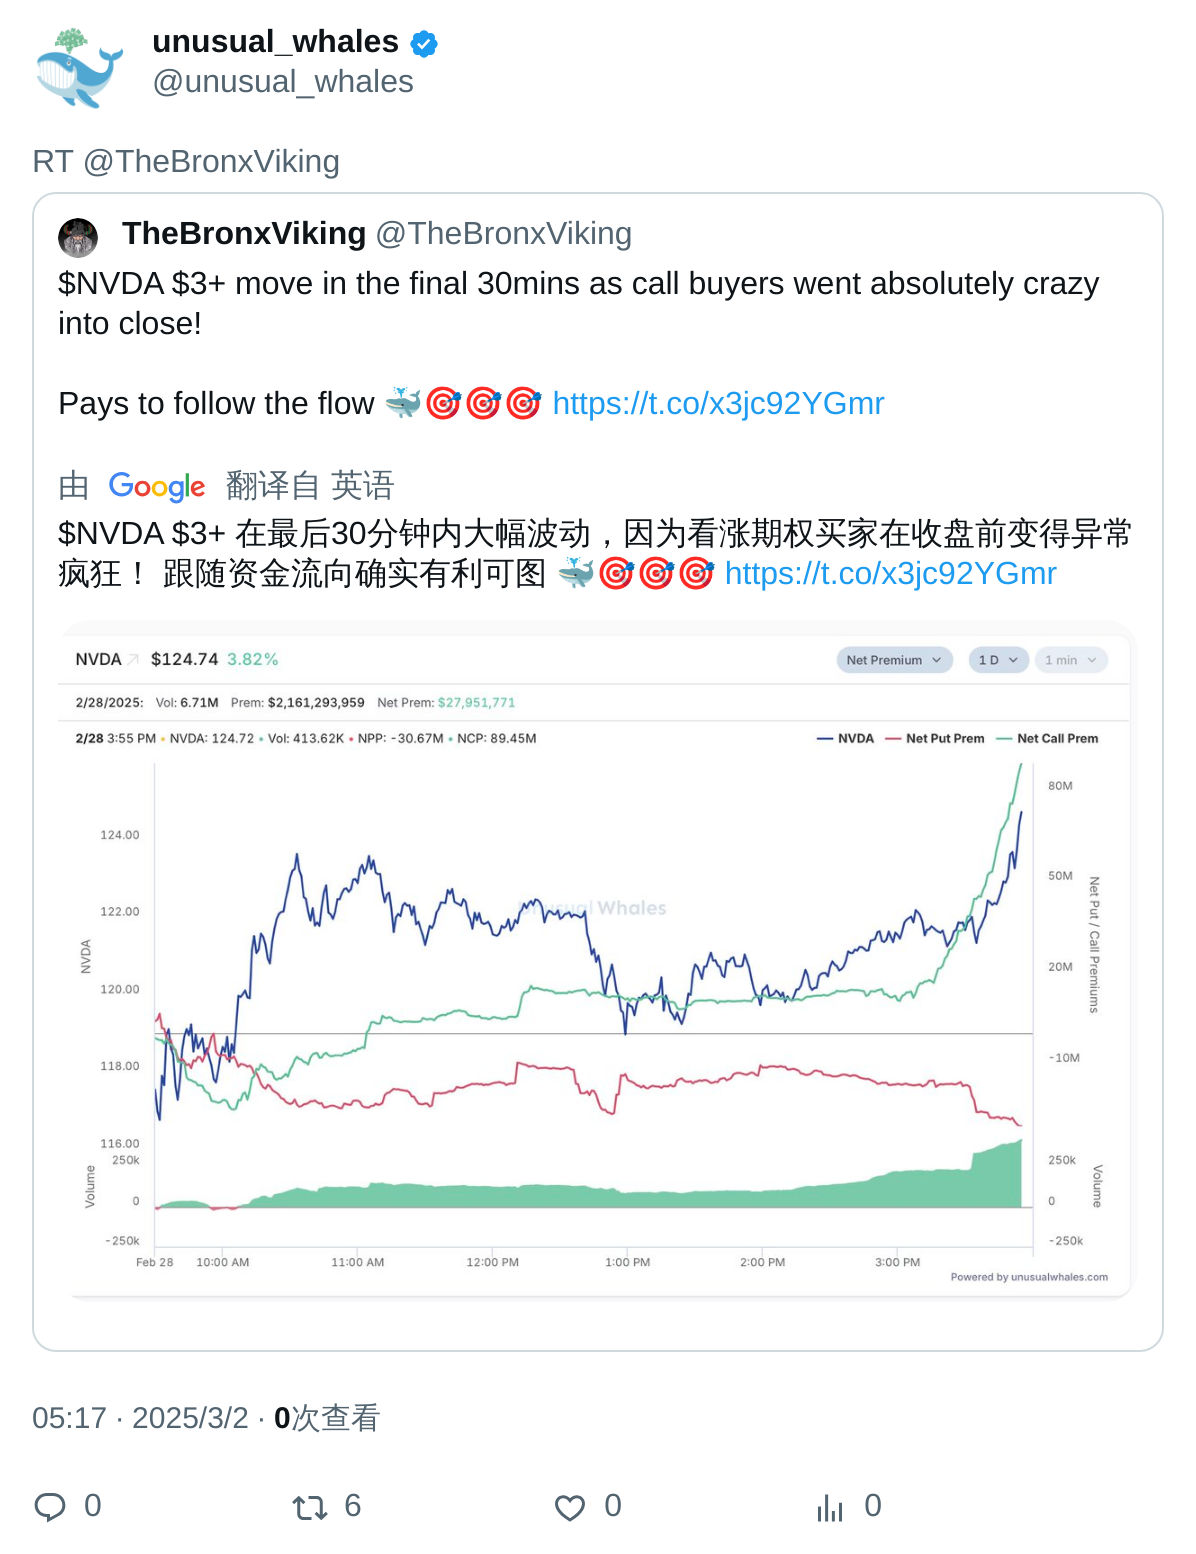 unusual_whales
@unusual_whales
RT @TheBronxViking
TheBronxViking @TheBronxViking
$NVDA $3+ move in the final 30mins as call buyers went absolutely crazy
into close!
Pays to follow the flow 🐳🎯🎯🎯 https://t.co/x3jc92YGmr
由 Google 翻译自 英语
$NVDA $3+ 在最后30分钟内大幅波动，因为看涨期权买家在收盘前变得异常
疯狂！ 跟随资金流向确实有利可图 🐳🎯🎯🎯 https://t.co/x3jc92YGmr
NVDA $124.74 3.82% Net Premium 1 D 1 min
2/28/2025: Vol: 6.71M Prem: $2,161,293,959 Net Prem: $27,951,771
2/28 3:55 PM • NVDA: 124.72 • Vol: 413.62K • NPP: -30.67M • NCP: 89.45M NVDA Net Put Prem Net Call Prem
80M
124.00
50M
122.00
Unusual Whales
NVDA
Net Put / Call Premiums
20M
120.00
-10M
118.00
116.00
250k 250k
Volume Volume
0 0
-250k -250k
Feb 28 10:00 AM 11:00 AM 12:00 PM 1:00 PM 2:00 PM 3:00 PM
Powered by unusualwhales.com
05:17 · 2025/3/2 · 0次查看
0 6 0 0